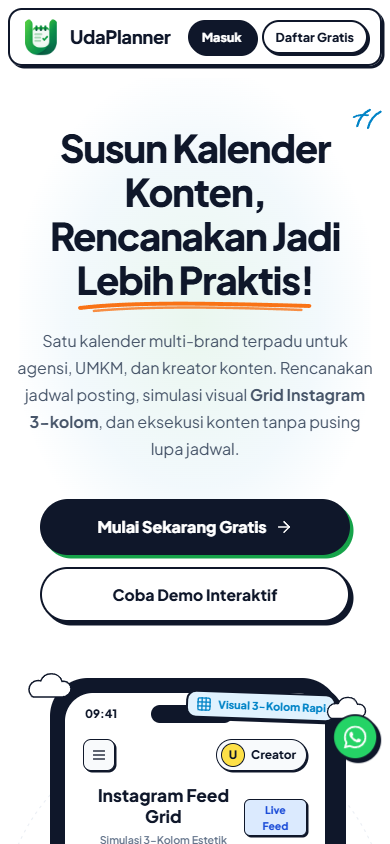 UdaPlanner
Masuk
Daftar Gratis
Susun Kalender
Konten,
Rencanakan Jadi
Lebih Praktis!
Satu kalender multi-brand terpadu untuk
agensi, UMKM, dan kreator konten. Rencanakan
jadwal posting, simulasi visual Grid Instagram
3-kolom, dan eksekusi konten tanpa pusing
lupa jadwal.
Mulai Sekarang Gratis →
Coba Demo Interaktif
09:41
Visual 3-Kolom Rapi
U
Creator
Instagram Feed
Grid
Live
Feed
Simulasi 3-Kolom Estetik